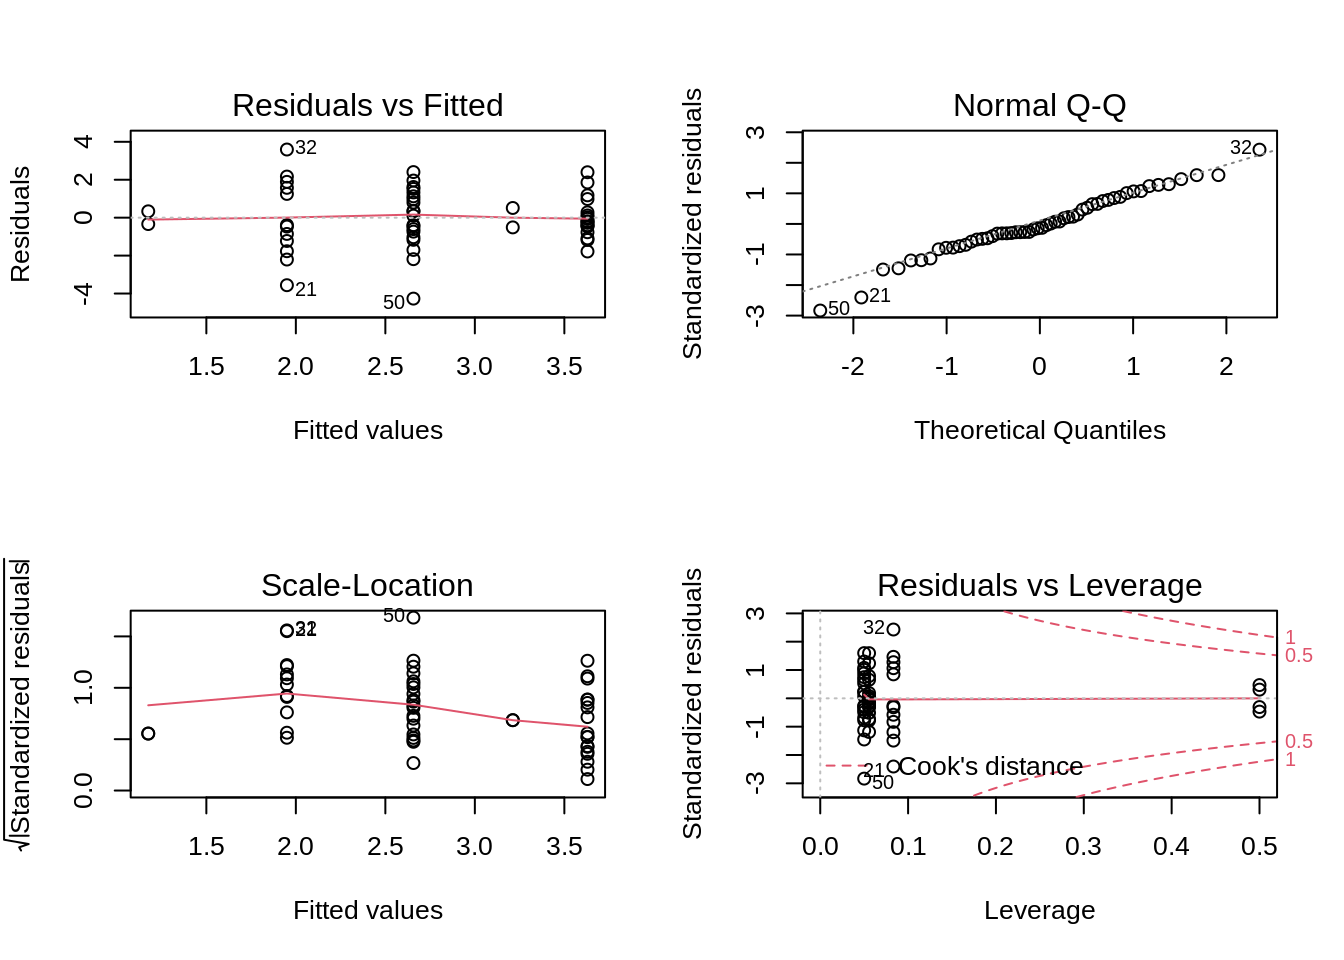 Residuals vs Fitted
Residuals
4
2
0
-4
32
21
50
1.5 2.0 2.5 3.0 3.5
Fitted values
Normal Q-Q
Standardized residuals
3
1
-1
-3
32
21
50
-2 -1 0 1 2
Theoretical Quantiles
Scale-Location
√|Standardized residuals|
1.0
0.0
50
32
21
1.5 2.0 2.5 3.0 3.5
Fitted values
Residuals vs Leverage
Standardized residuals
3
1
-1
-3
32
1
0.5
0.5
1
21
50
Cook's distance
0.0 0.1 0.2 0.3 0.4 0.5
Leverage